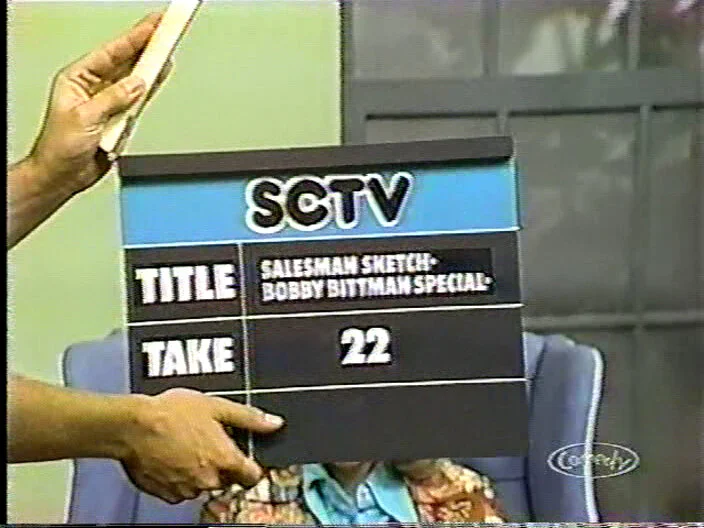 SCTV
TITLE
SALESMAN SKETCH-
BOBBY BITTMAN SPECIAL-
TAKE
22
Comedy